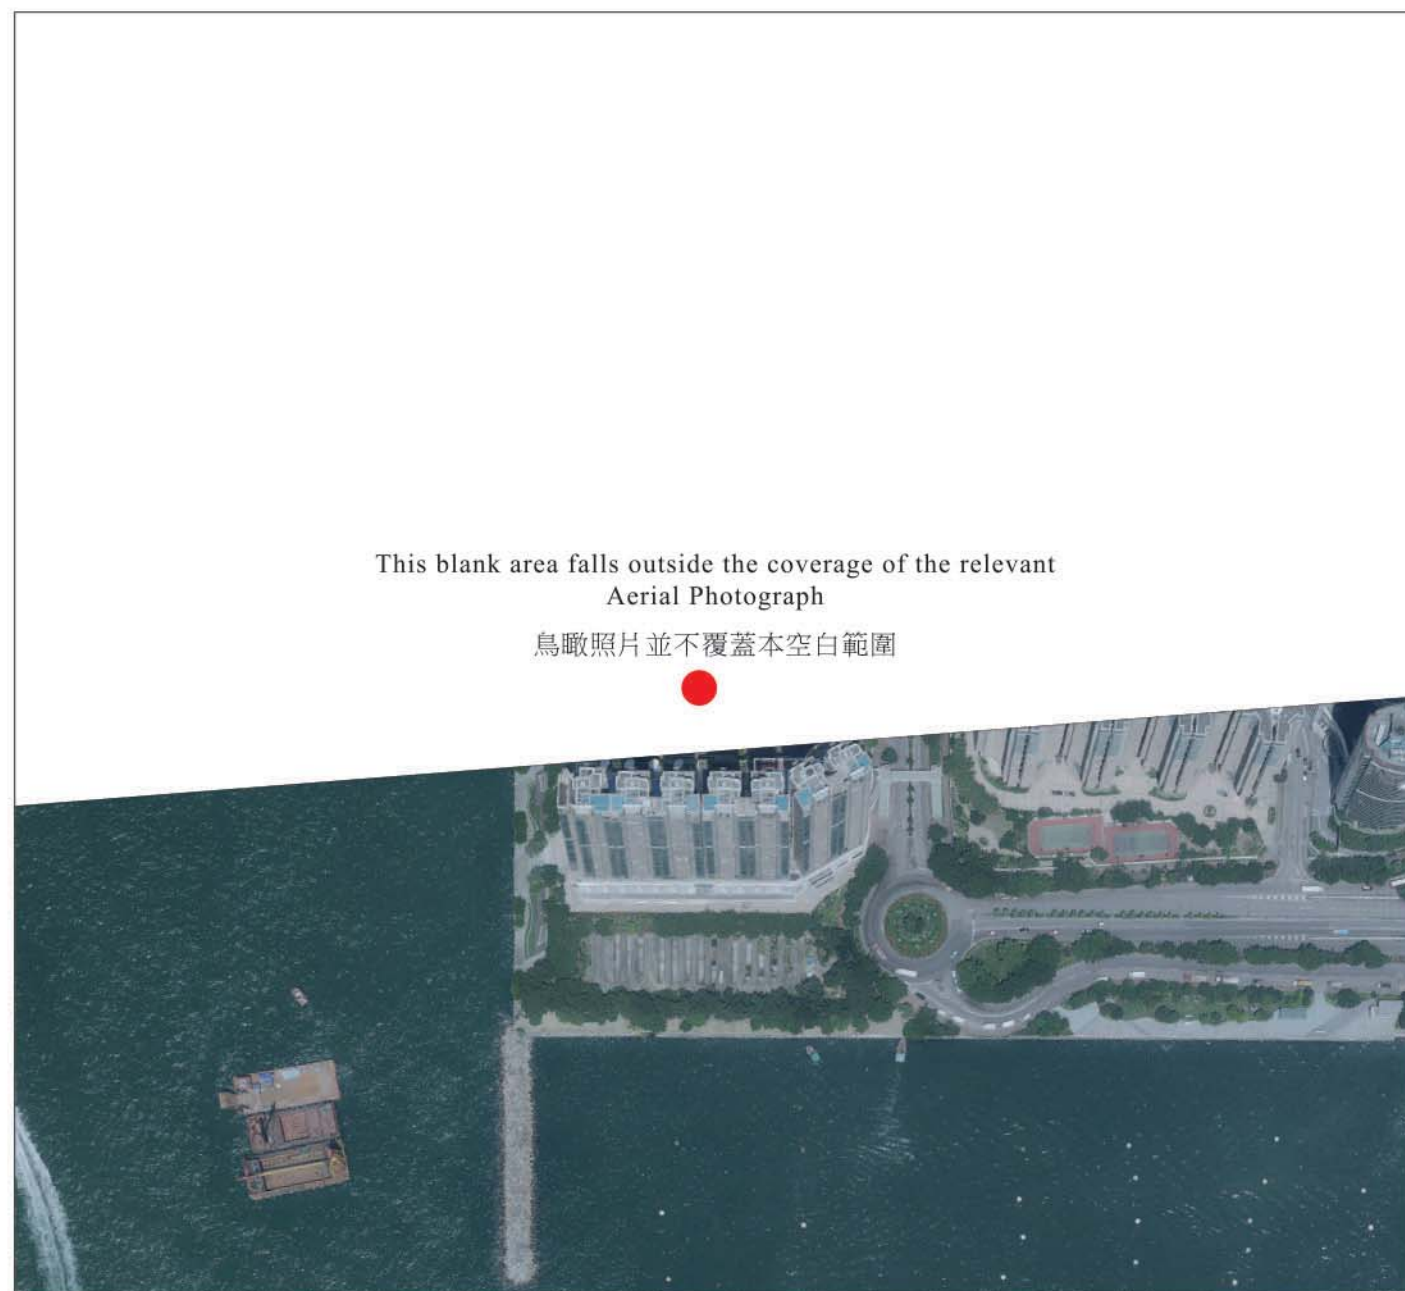 This blank area falls outside the coverage of the relevant
Aerial Photograph
鳥瞰照片並不覆蓋本空白範圍